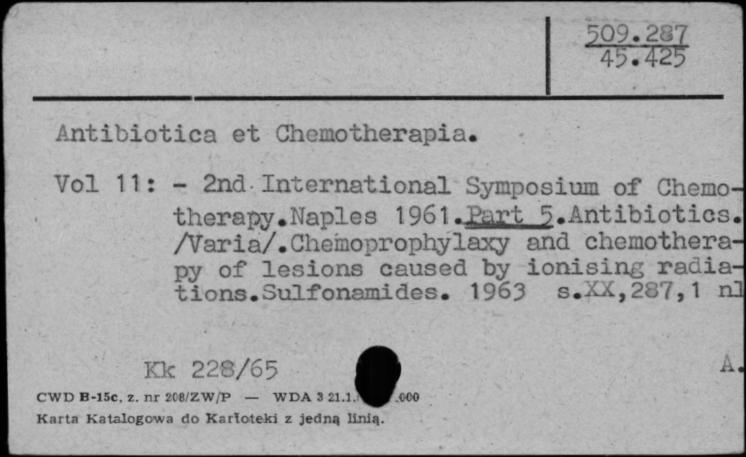 509.287
45.425
Antibiotica et Chemotherapia.
Vol 11: - 2nd International Symposium of Chemo-
therapy.Naples 1961.Part 5.Antibiotics.
/Varia/.Chemoprophylaxy and chemothera-
py of lesions caused by ionising radia-
tions.Sulfonamides. 1963 s.XX,287,1 nl
Kk 228/65
A.
CWD B-15c, z. nr 208/ZW/P — WDA 3 21.1. .000
Karta Katalogowa do Kartoteki z jedną linią.